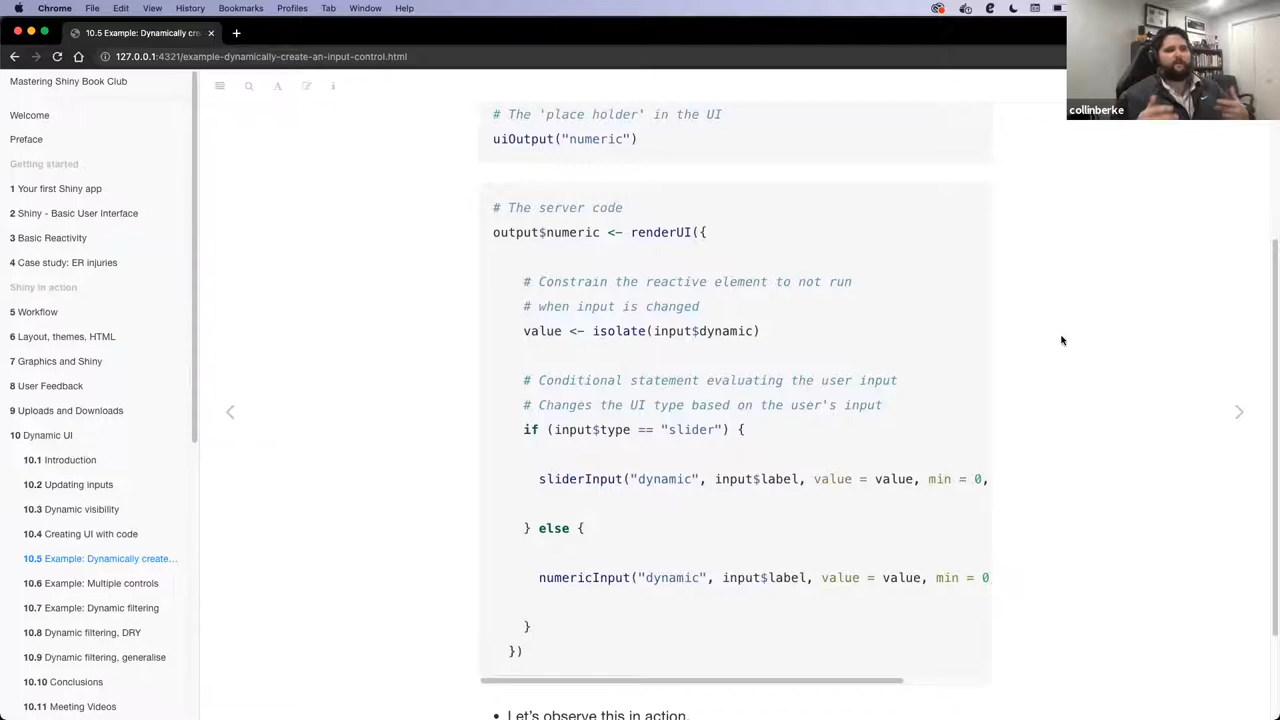 Chrome File Edit View History Bookmarks Profiles Tab Window Help
10.5 Example: Dynamically cre
127.0.0.1:4321/example-dynamically-create-an-input-control.html
collinberke
Mastering Shiny Book Club
Welcome
Preface
Getting started
1 Your first Shiny app
2 Shiny - Basic User Interface
3 Basic Reactivity
4 Case study: ER injuries
Shiny in action
5 Workflow
6 Layout, themes, HTML
7 Graphics and Shiny
8 User Feedback
9 Uploads and Downloads
10 Dynamic UI
10.1 Introduction
10.2 Updating inputs
10.3 Dynamic visibility
10.4 Creating UI with code
10.5 Example: Dynamically create…
10.6 Example: Multiple controls
10.7 Example: Dynamic filtering
10.8 Dynamic filtering, DRY
10.9 Dynamic filtering, generalise
10.10 Conclusions
10.11 Meeting Videos
# The 'place holder' in the UI
uiOutput("numeric")
# The server code
output$numeric <- renderUI({
# Constrain the reactive element to not run
# when input is changed
value <- isolate(input$dynamic)
# Conditional statement evaluating the user input
# Changes the UI type based on the user's input
if (input$type == "slider") {
sliderInput("dynamic", input$label, value = value, min = 0,
} else {
numericInput("dynamic", input$label, value = value, min = 0
}
})
• Let's observe this in action.